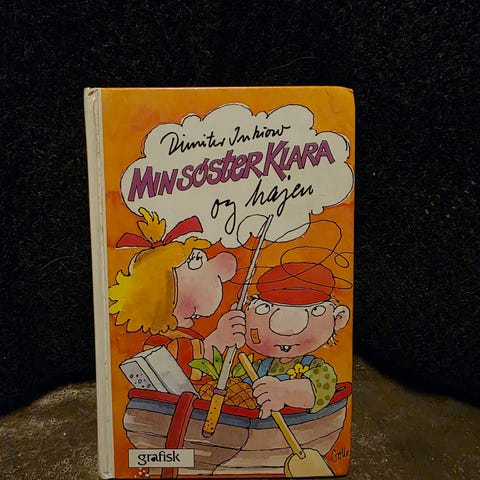 Dimiter Inkiow
MIN SØSTER KLARA
og hajen
grafisk